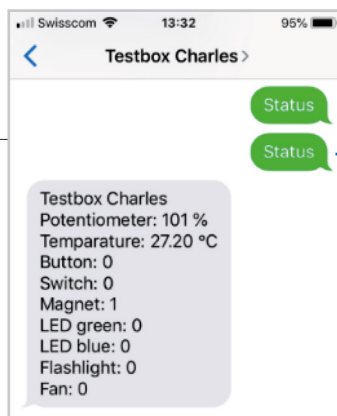 Swisscom 13:32 95%
Testbox Charles
Status
Status
Testbox Charles
Potentiometer: 101 %
Temparature: 27.20 °C
Button: 0
Switch: 0
Magnet: 1
LED green: 0
LED blue: 0
Flashlight: 0
Fan: 0